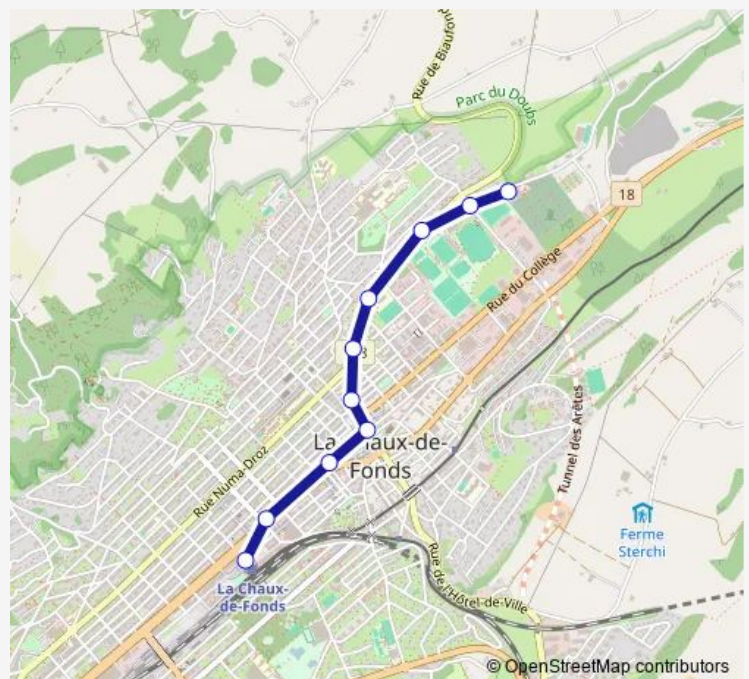 Rue de Biaufond
Parc du Doubs
18
Rue du Collège
La Chaux-de-
Fonds
Rue Numa-Droz
Tunnel des Arêtes
Ferme
Sterchi
La Chaux-
de-Fonds
Rue de l'Hôtel-de-Ville
© OpenStreetMap contributors